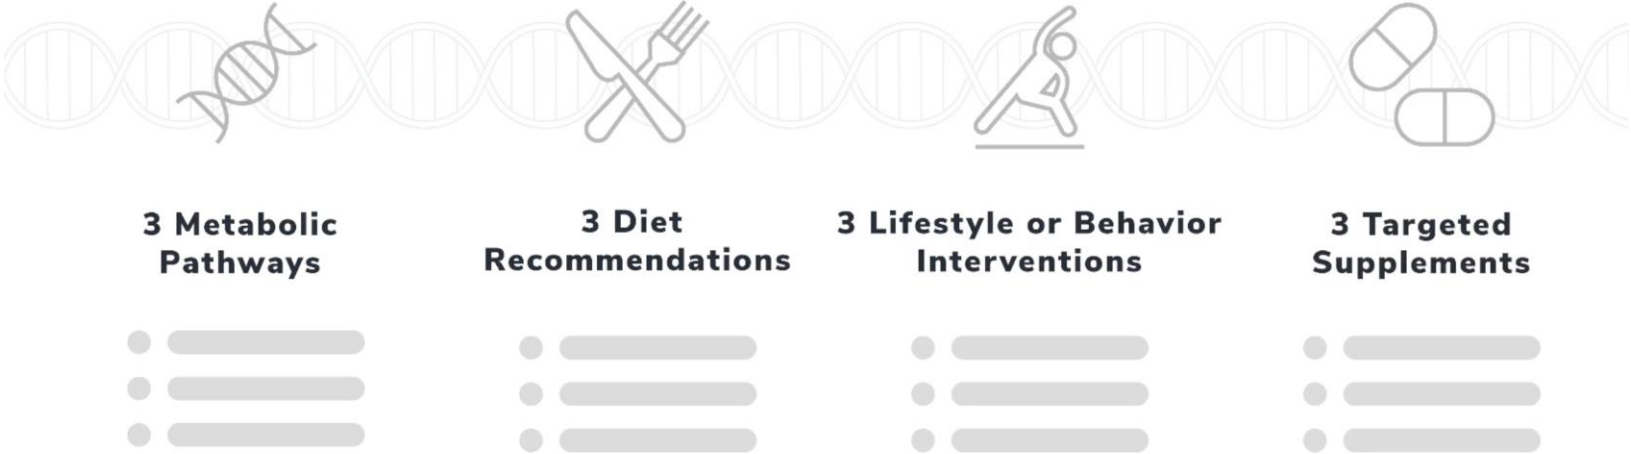 3 Metabolic
Pathways
3 Diet
Recommendations
3 Lifestyle or Behavior
Interventions
3 Targeted
Supplements